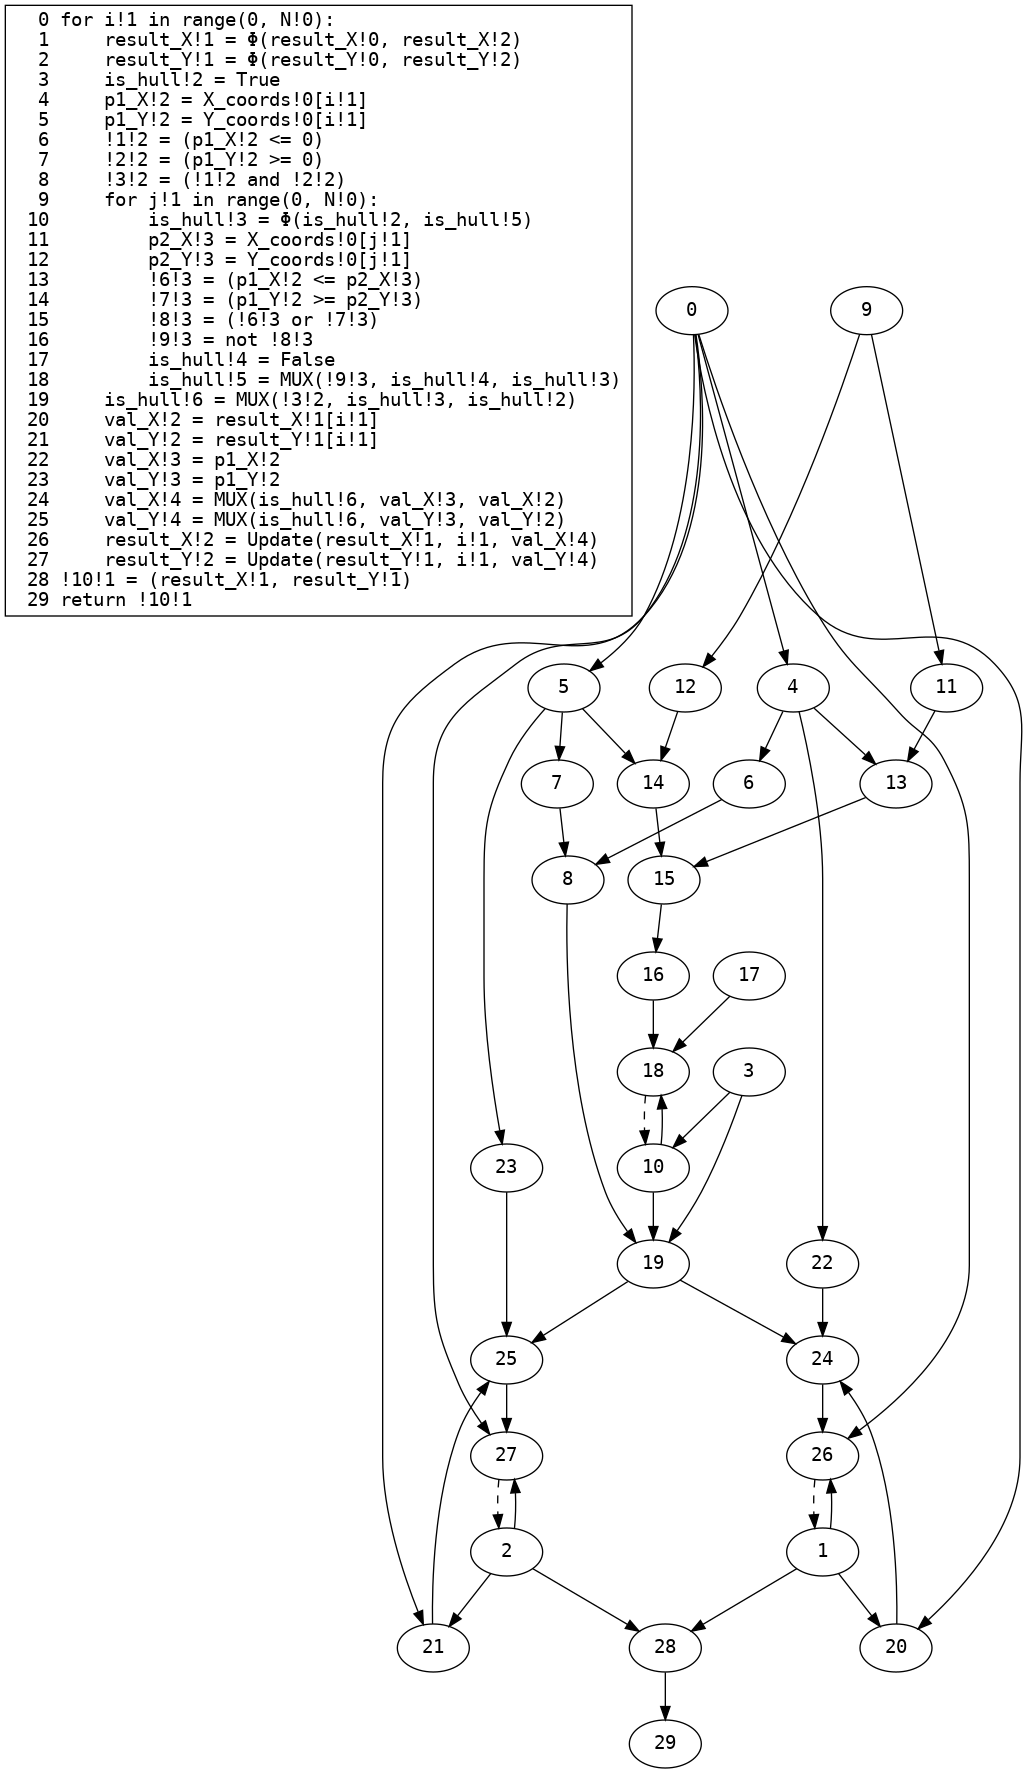 0 for i!1 in range(0, N!0):
1     result_X!1 = Φ(result_X!0, result_X!2)
2     result_Y!1 = Φ(result_Y!0, result_Y!2)
3     is_hull!2 = True
4     p1_X!2 = X_coords!0[i!1]
5     p1_Y!2 = Y_coords!0[i!1]
6     !1!2 = (p1_X!2 <= 0)
7     !2!2 = (p1_Y!2 >= 0)
8     !3!2 = (!1!2 and !2!2)
9     for j!1 in range(0, N!0):
10         is_hull!3 = Φ(is_hull!2, is_hull!5)
11         p2_X!3 = X_coords!0[j!1]
12         p2_Y!3 = Y_coords!0[j!1]
13         !6!3 = (p1_X!2 <= p2_X!3)
14         !7!3 = (p1_Y!2 >= p2_Y!3)
15         !8!3 = (!6!3 or !7!3)
16         !9!3 = not !8!3
17         is_hull!4 = False
18         is_hull!5 = MUX(!9!3, is_hull!4, is_hull!3)
19     is_hull!6 = MUX(!3!2, is_hull!3, is_hull!2)
20     val_X!2 = result_X!1[i!1]
21     val_Y!2 = result_Y!1[i!1]
22     val_X!3 = p1_X!2
23     val_Y!3 = p1_Y!2
24     val_X!4 = MUX(is_hull!6, val_X!3, val_X!2)
25     val_Y!4 = MUX(is_hull!6, val_Y!3, val_Y!2)
26     result_X!2 = Update(result_X!1, i!1, val_X!4)
27     result_Y!2 = Update(result_Y!1, i!1, val_Y!4)
28 !10!1 = (result_X!1, result_Y!1)
29 return !10!1
0 9
5 12 4 11
7 14 6 13
8 15
16 17
18 3
23 10
19 22
25 24
27 26
2 1
21 28 20
29